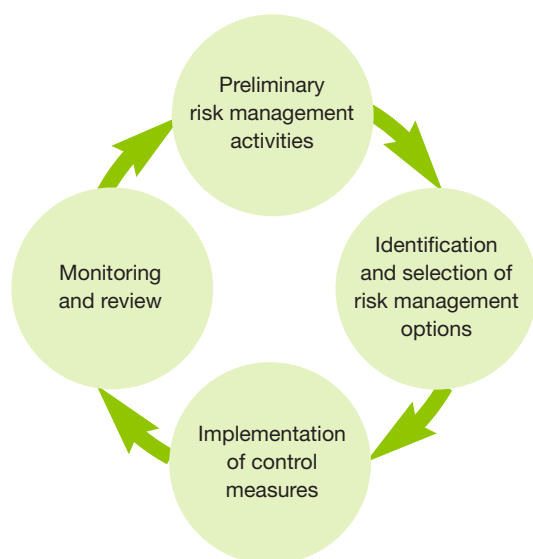 Preliminary
risk management
activities
Identification
and selection of
risk management
options
Implementation
of control
measures
Monitoring
and review